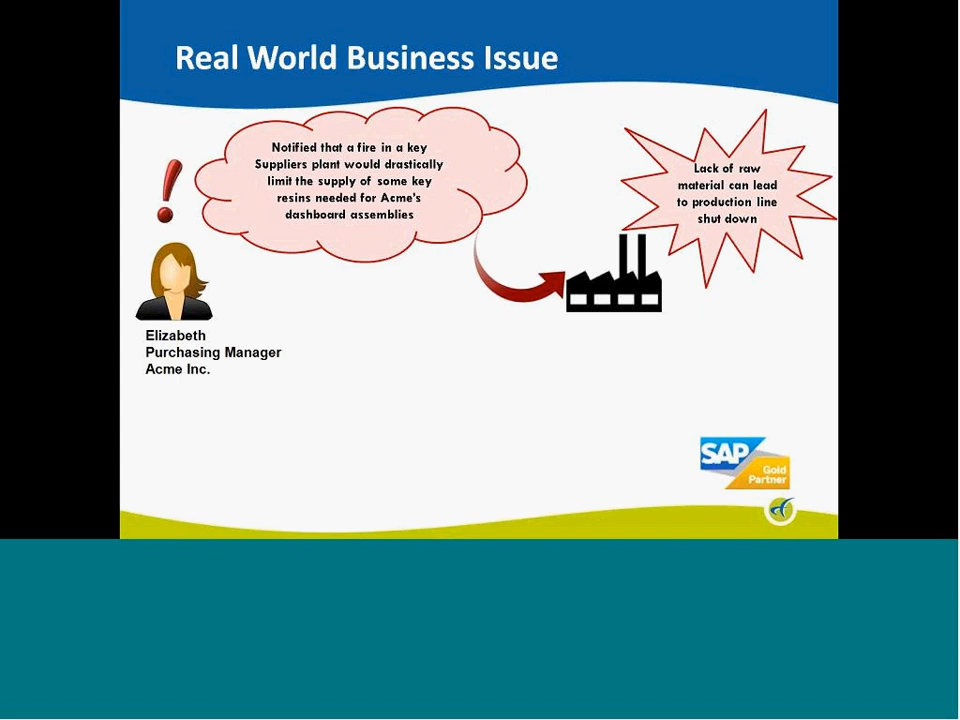 Real World Business Issue
Notified that a fire in a key
Suppliers plant would drastically
limit the supply of some key
resins needed for Acme's
dashboard assemblies
Lack of raw
material can lead
to production line
shut down
Elizabeth
Purchasing Manager
Acme Inc.
SAP
Gold
Partner